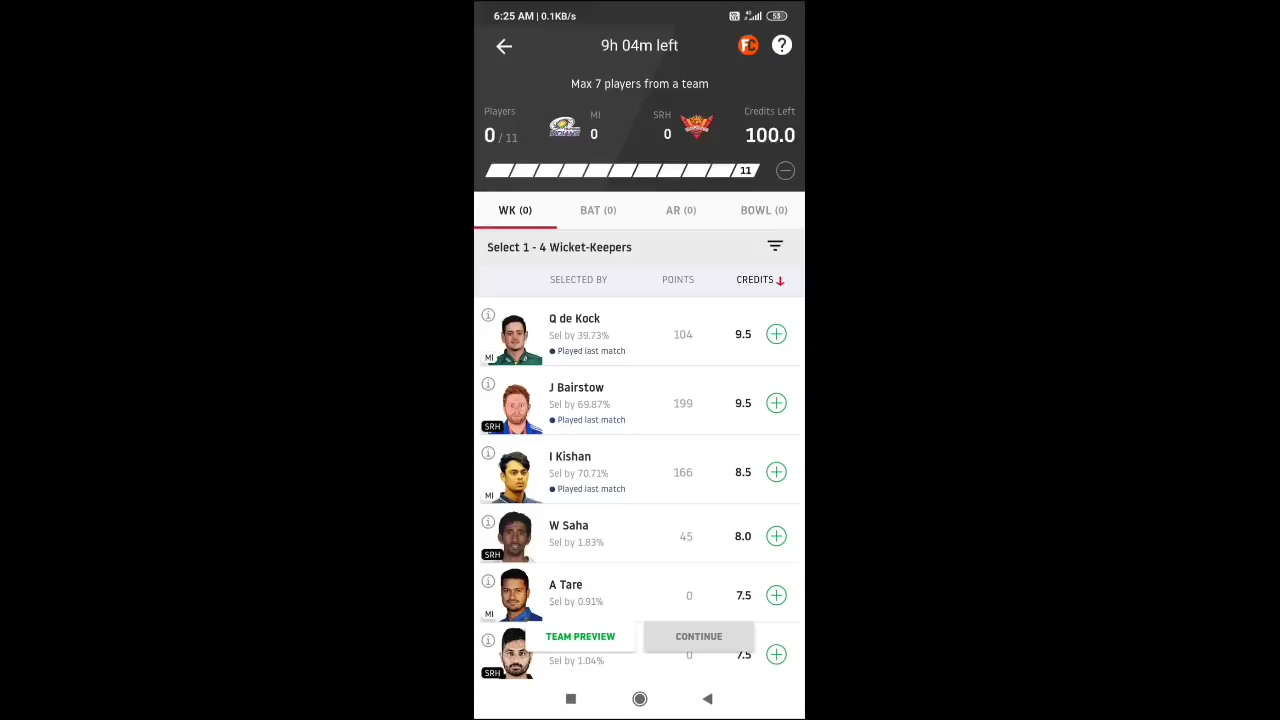 6:25 AM | 0.1KB/s
53
9h 04m left
FC
?
Max 7 players from a team
Players
MI
SRH
Credits Left
0 / 11
0
0
100.0
11
WK (0)
BAT (0)
AR (0)
BOWL (0)
Select 1 - 4 Wicket-Keepers
SELECTED BY
POINTS
CREDITS
Q de Kock
Sel by 39.73%
Played last match
MI
104
9.5
J Bairstow
Sel by 69.87%
Played last match
SRH
199
9.5
I Kishan
Sel by 70.71%
Played last match
MI
166
8.5
W Saha
Sel by 1.83%
SRH
45
8.0
A Tare
Sel by 0.91%
MI
0
7.5
TEAM PREVIEW
CONTINUE
Sel by 1.04%
SRH
0
7.5